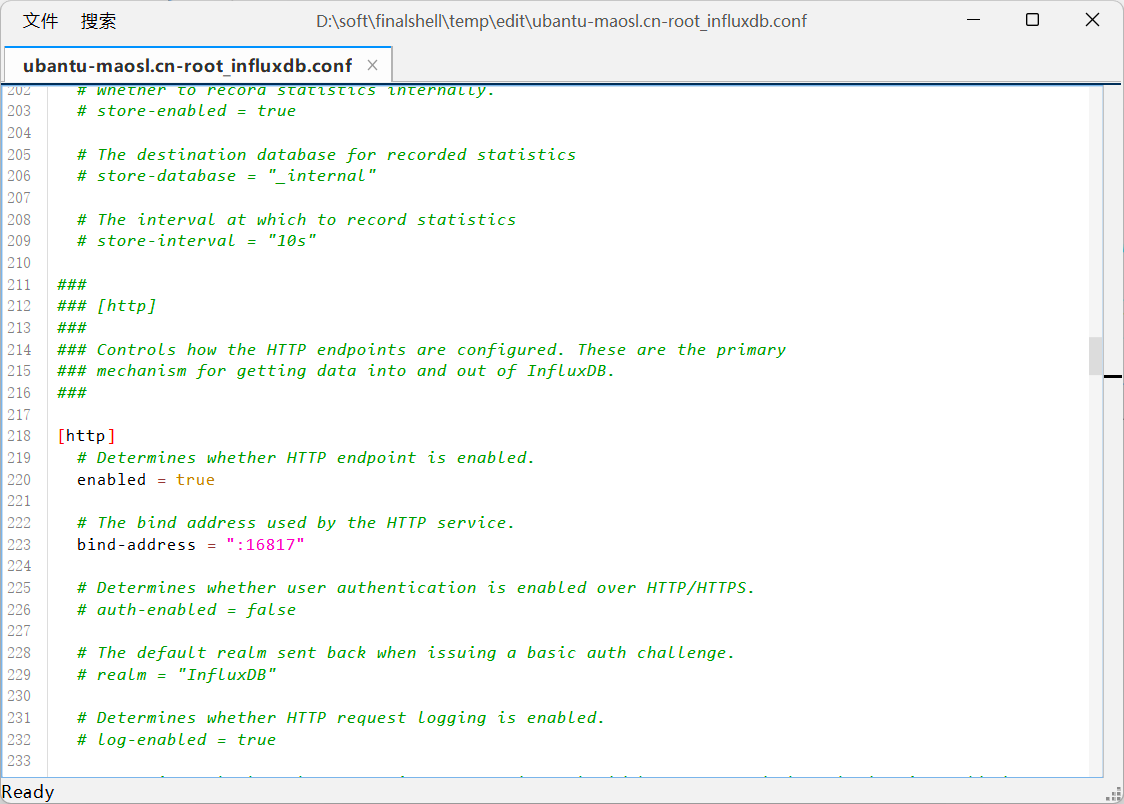 文件 搜索 D:\soft\finalshell\temp\edit\ubantu-maosl.cn-root_influxdb.conf
ubantu-maosl.cn-root_influxdb.conf
202 # Whether to record statistics internally.
203 # store-enabled = true
204
205 # The destination database for recorded statistics
206 # store-database = "_internal"
207
208 # The interval at which to record statistics
209 # store-interval = "10s"
210
211 ###
212 ### [http]
213 ###
214 ### Controls how the HTTP endpoints are configured. These are the primary
215 ### mechanism for getting data into and out of InfluxDB.
216 ###
217
218 [http]
219 # Determines whether HTTP endpoint is enabled.
220 enabled = true
221
222 # The bind address used by the HTTP service.
223 bind-address = ":16817"
224
225 # Determines whether user authentication is enabled over HTTP/HTTPS.
226 # auth-enabled = false
227
228 # The default realm sent back when issuing a basic auth challenge.
229 # realm = "InfluxDB"
230
231 # Determines whether HTTP request logging is enabled.
232 # log-enabled = true
233
Ready